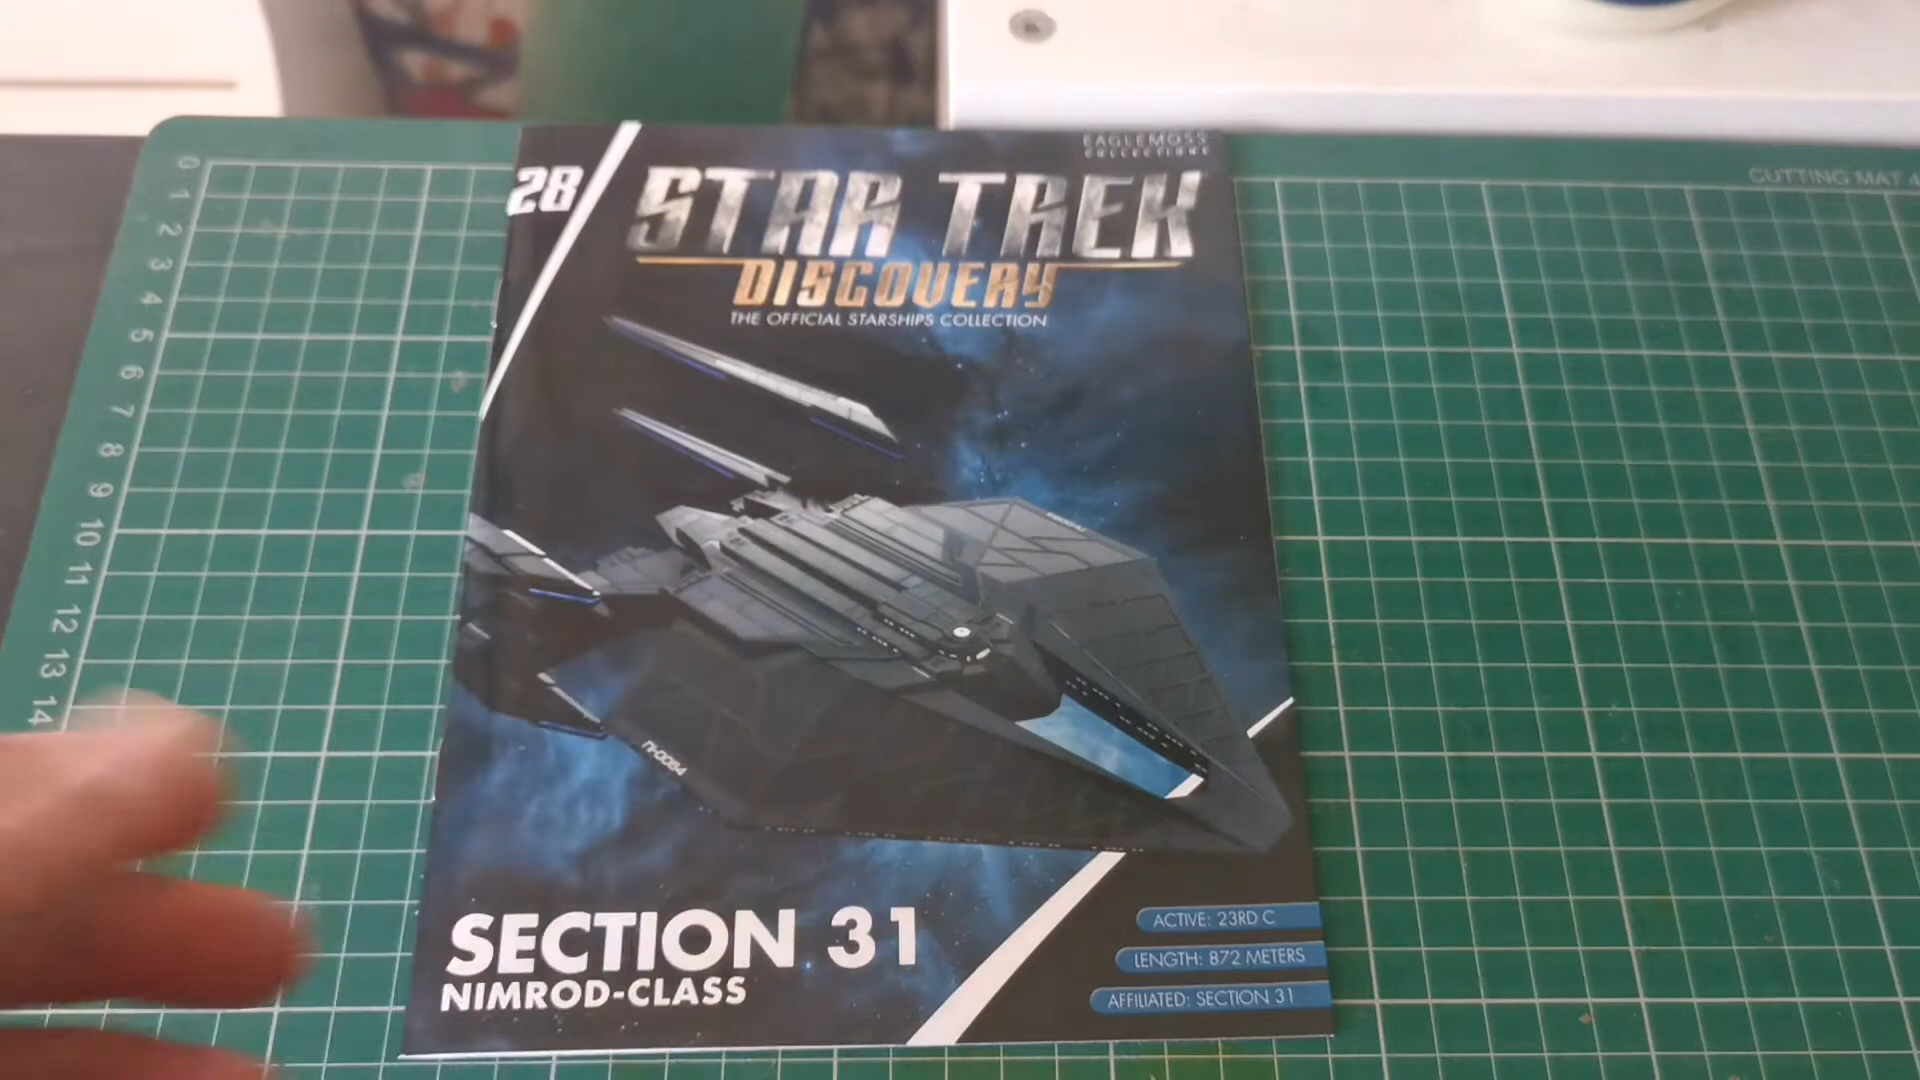 EAGLEMOSS
COLLECTIONS
28
STAR TREK
DISCOVERY
THE OFFICIAL STARSHIPS COLLECTION
NI-0084
SECTION 31
NIMROD-CLASS
ACTIVE: 23RD C
LENGTH: 872 METERS
AFFILIATED: SECTION 31
CUTTING MAT
0
1
2
3
4
5
6
7
8
9
10
11
12
13
14